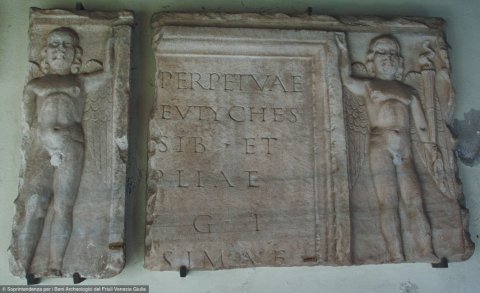 PERPETVAE
EVTYCHES
SIB · ET
LIAE
G · I
SIMAE
© Soprintendenza per i Beni Archeologici del Friuli Venezia Giulia